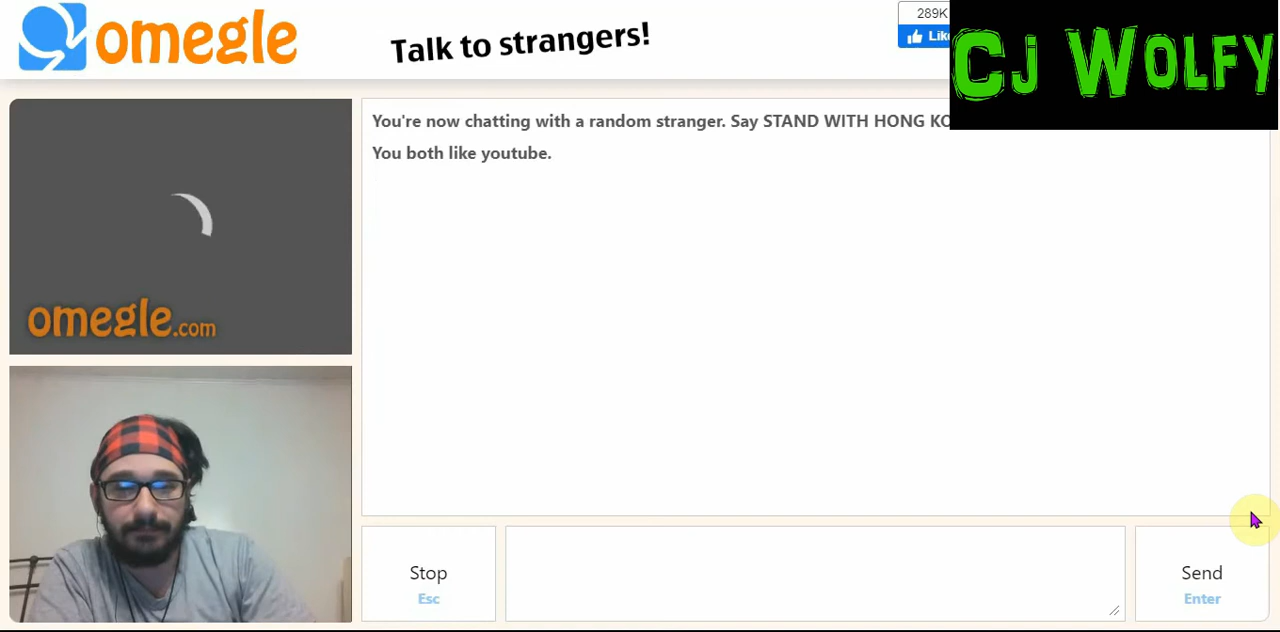 omegle
Talk to strangers!
289K
Like
CJ WOLFY
You're now chatting with a random stranger. Say STAND WITH HONG
You both like youtube.
omegle.com
Stop
Esc
Send
Enter